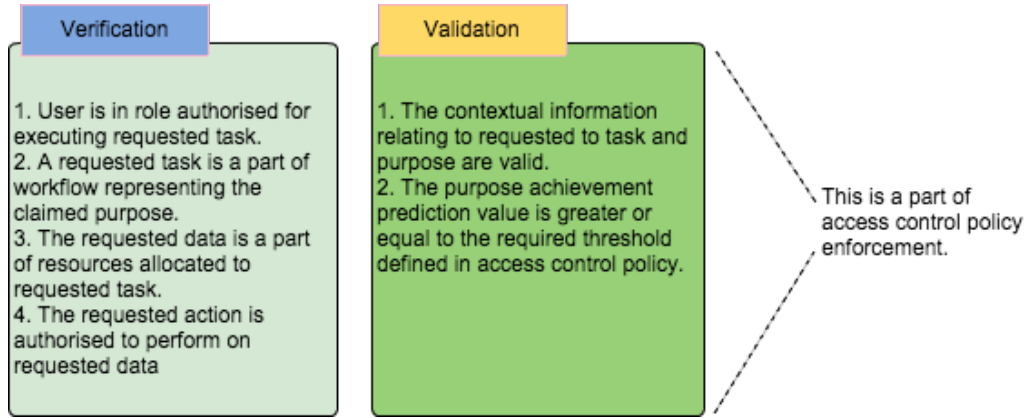 Verification
1. User is in role authorised for
executing requested task.
2. A requested task is a part of
workflow representing the
claimed purpose.
3. The requested data is a part
of resources allocated to
requested task.
4. The requested action is
authorised to perform on
requested data
Validation
1. The contextual information
relating to requested to task and
purpose are valid.
2. The purpose achievement
prediction value is greater or
equal to the required threshold
defined in access control policy.
This is a part of
access control policy
enforcement.